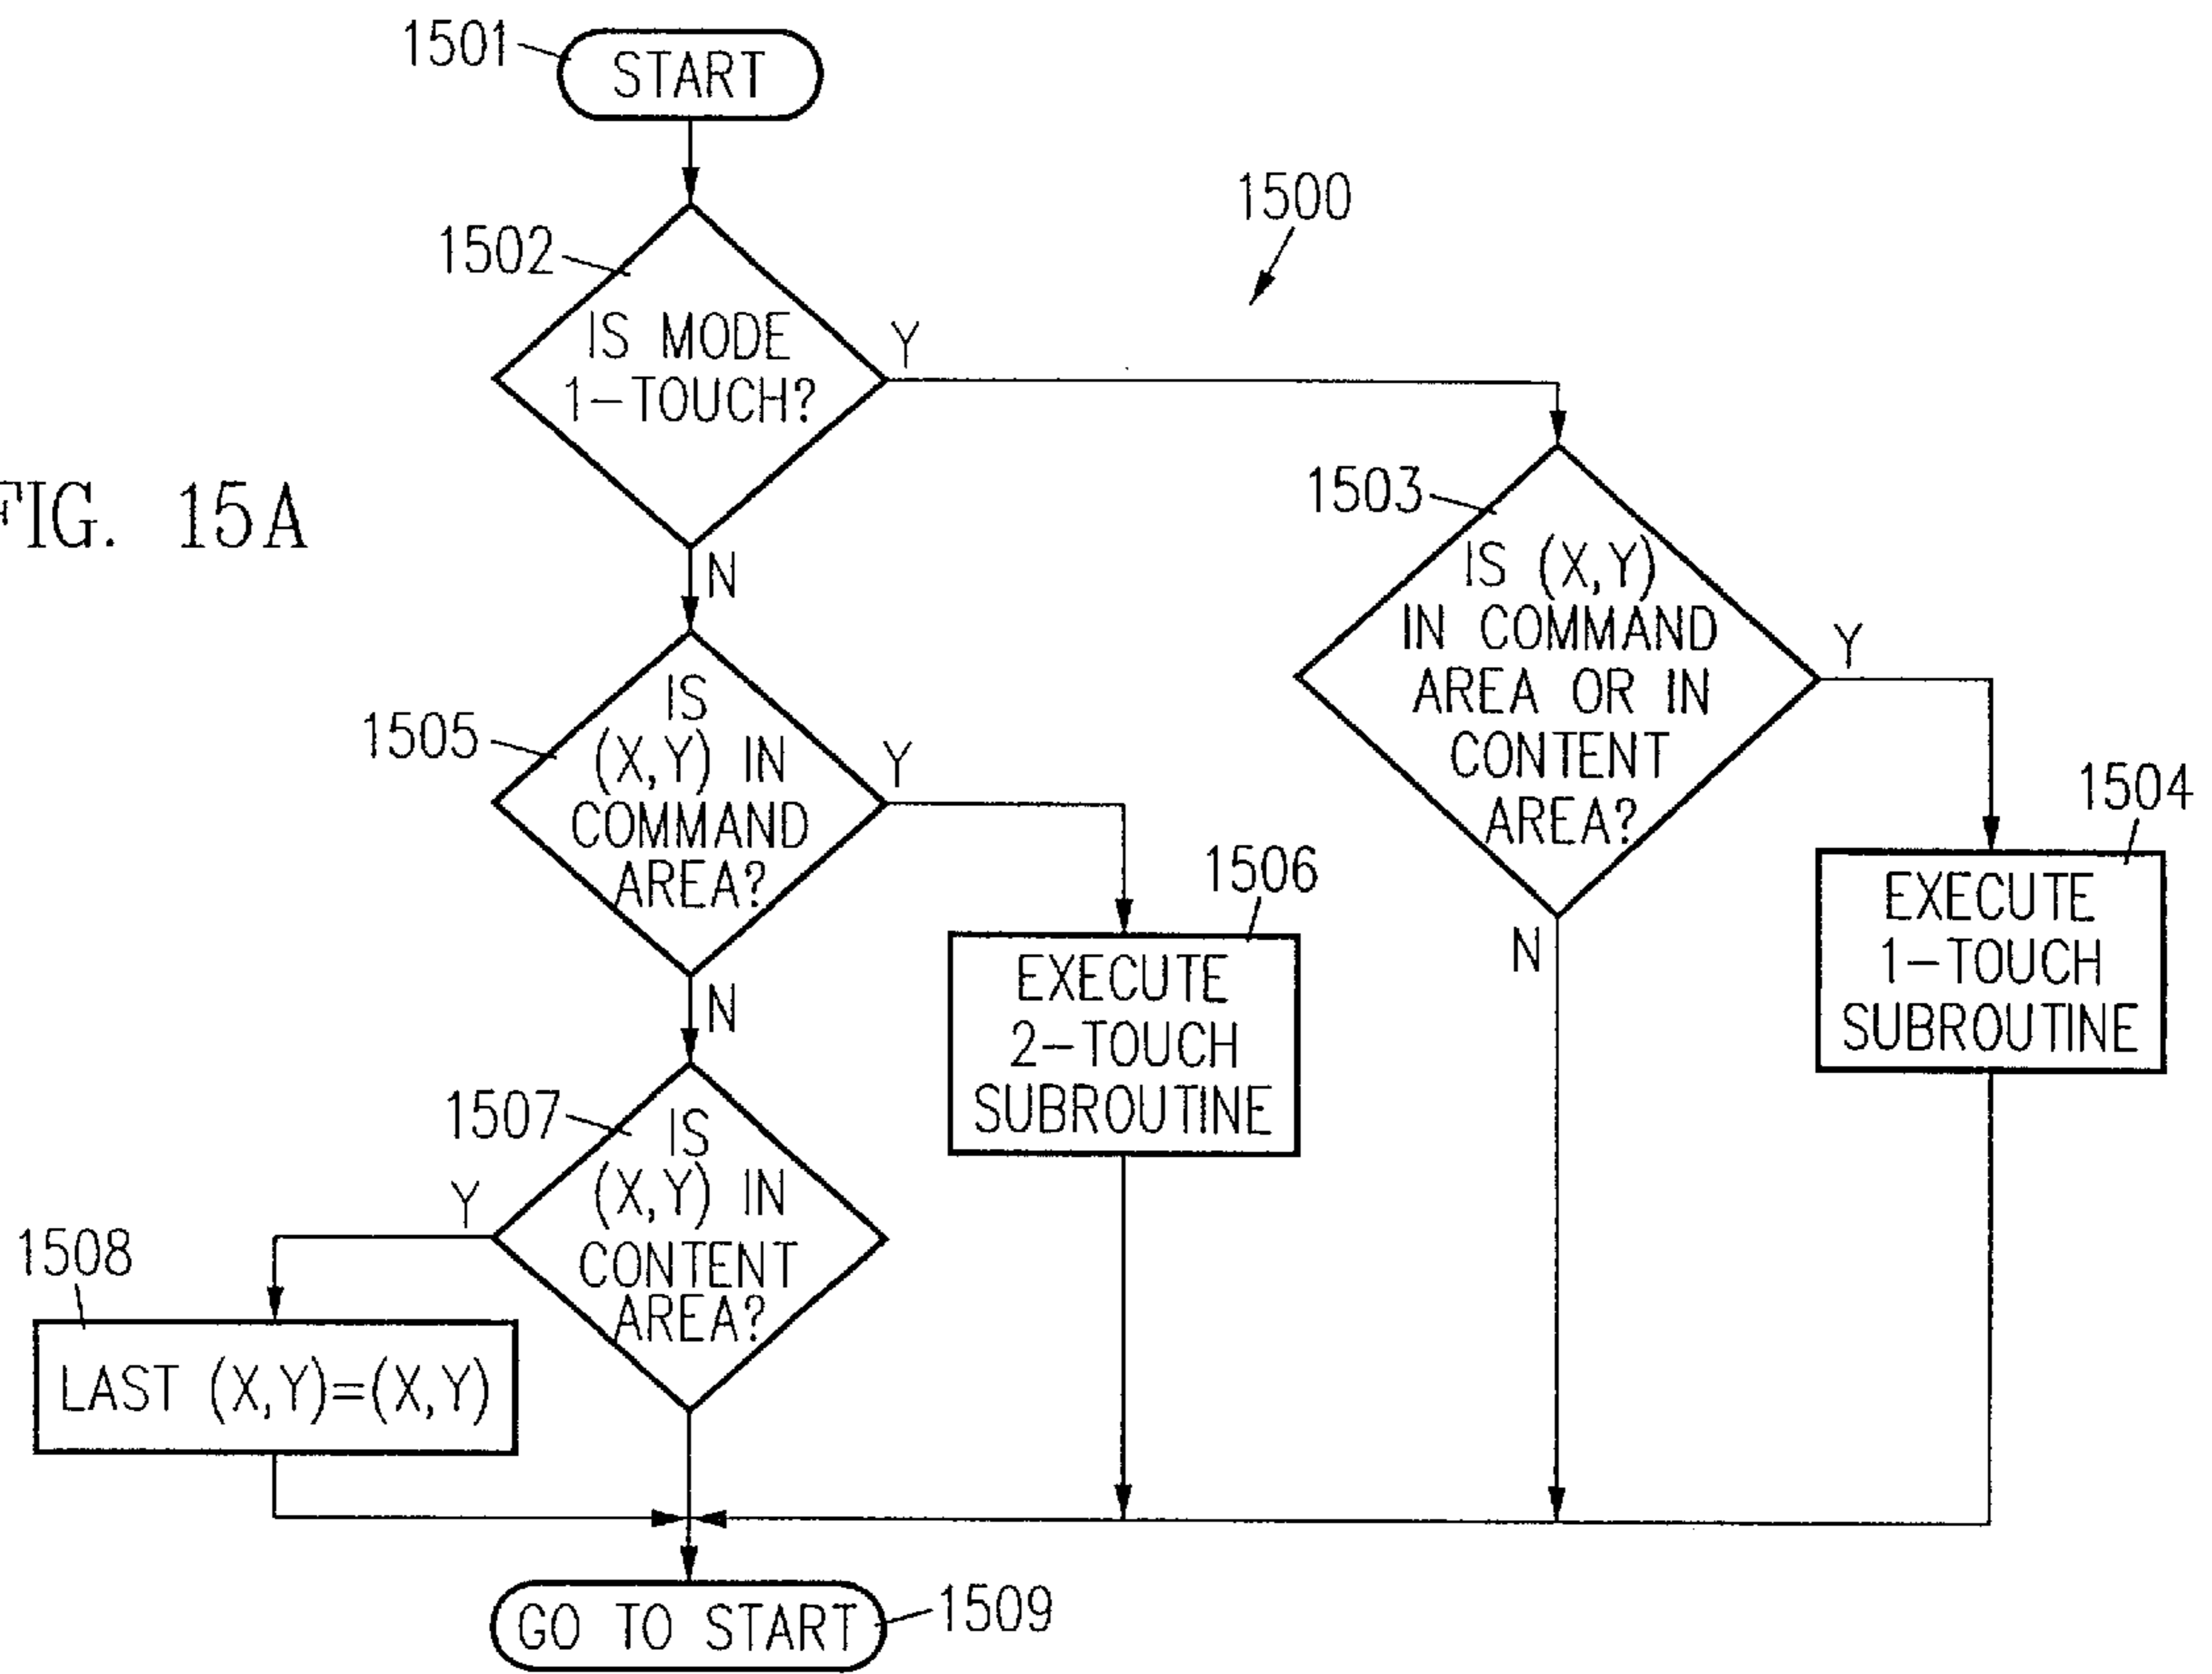 1501
START
1500
1502
IS MODE
1-TOUCH?
Y
FIG. 15A
N
1503
IS (X,Y)
IN COMMAND
AREA OR IN
CONTENT
AREA?
Y
N
1504
EXECUTE
1-TOUCH
SUBROUTINE
1505
IS
(X,Y) IN
COMMAND
AREA?
Y
N
1506
EXECUTE
2-TOUCH
SUBROUTINE
1507
IS
(X,Y) IN
CONTENT
AREA?
Y
1508
LAST (X,Y)=(X,Y)
GO TO START
1509